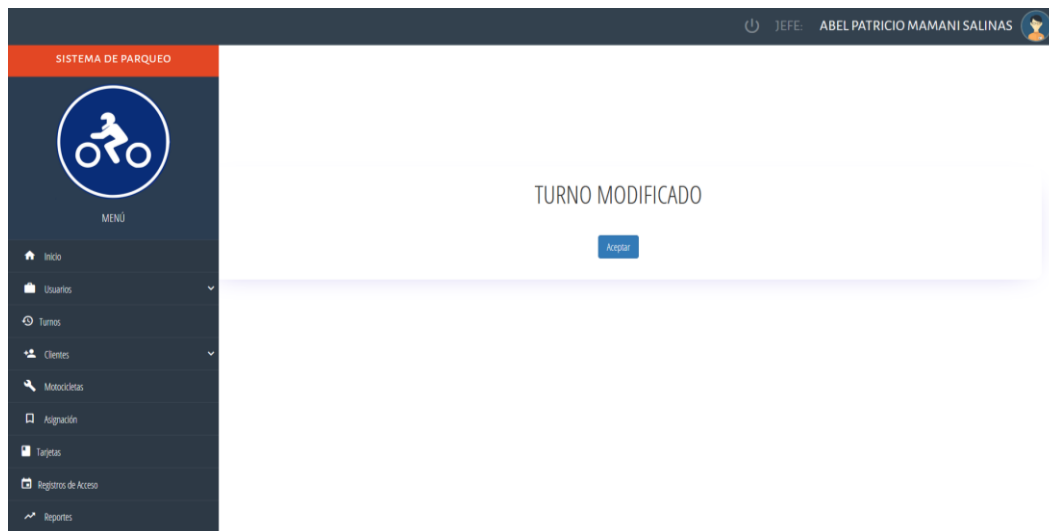 JEFE: ABEL PATRICIO MAMANI SALINAS
SISTEMA DE PARQUEO
MENÚ
Inicio
Usuarios
Turnos
Clientes
Motocicletas
Asignación
Tarjetas
Registros de Acceso
Reportes
TURNO MODIFICADO
Aceptar